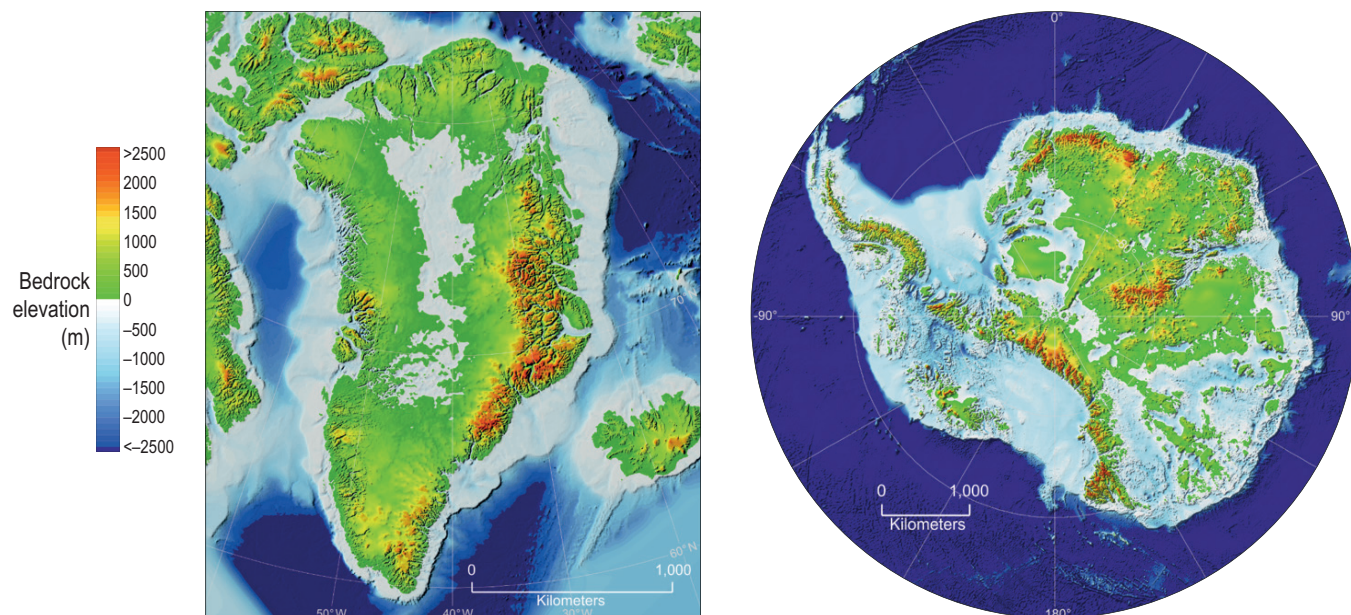 >2500
2000
1500
1000
500
0
–500
–1000
–1500
–2000
<–2500
Bedrock
elevation
(m)
70
60°N
50°W
40°W
30°W
0 1,000
Kilometers
0°
-90°
90°
180°
0 1,000
Kilometers